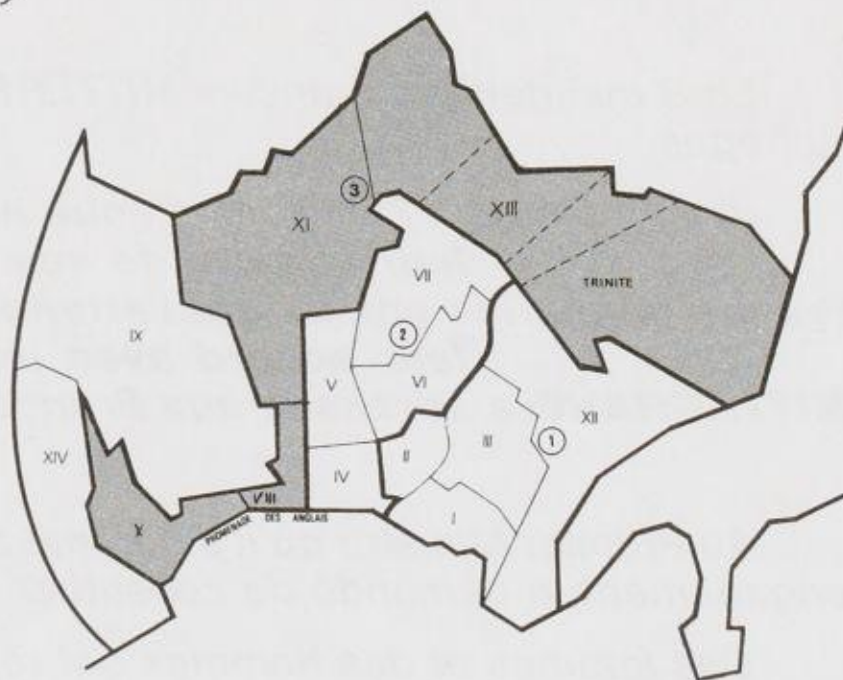 3
XI
XIII
VII
TRINITE
IX
2
V
VI
XII
III
1
XIV
II
IV
VIII
X
I
PROMENADE DES ANGLAIS